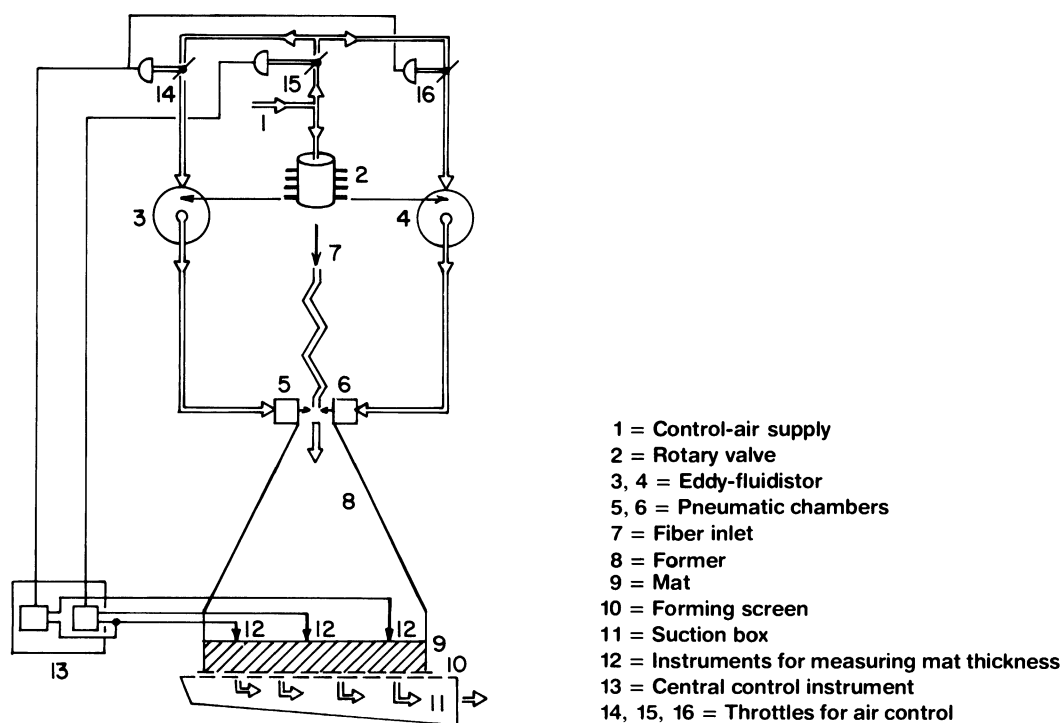 14
15
16
1
2
3
4
7
5
6
8
12
12
12
9
10
13
11
1 = Control-air supply
2 = Rotary valve
3, 4 = Eddy-fluidistor
5, 6 = Pneumatic chambers
7 = Fiber inlet
8 = Former
9 = Mat
10 = Forming screen
11 = Suction box
12 = Instruments for measuring mat thickness
13 = Central control instrument
14, 15, 16 = Throttles for air control